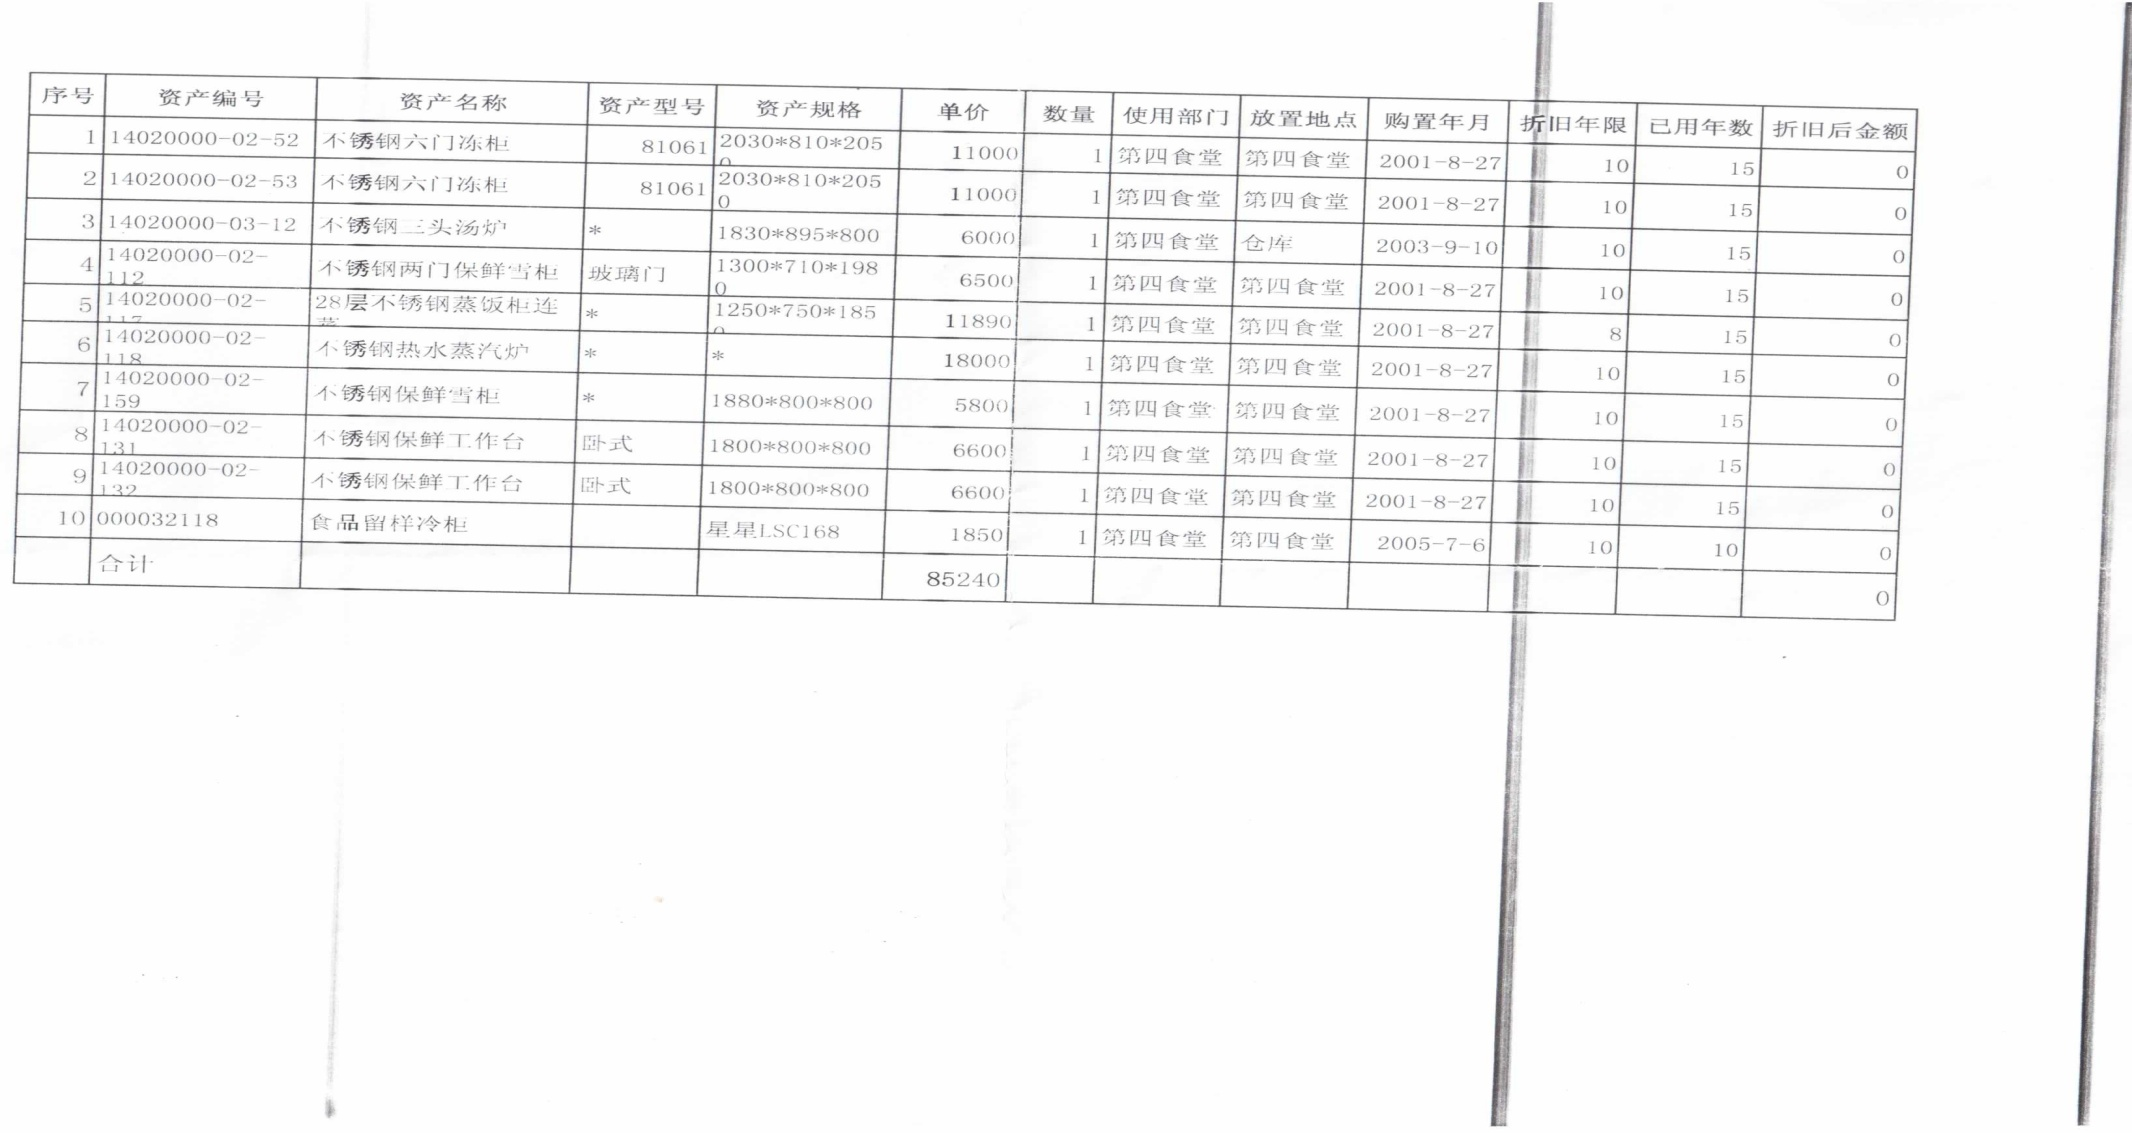 序号 资产编号 资产名称 资产型号 资产规格 单价 数量 使用部门 放置地点 购置年月 折旧年限 已用年数 折旧后金额
1 14020000-02-52 不锈钢六门冻柜 81061 2030*810*2050 11000 1 第四食堂 第四食堂 2001-8-27 10 15 0
2 14020000-02-53 不锈钢六门冻柜 81061 2030*810*2050 11000 1 第四食堂 第四食堂 2001-8-27 10 15 0
3 14020000-03-12 不锈钢三头汤炉 * 1830*895*800 6000 1 第四食堂 仓库 2003-9-10 10 15 0
4 14020000-02-112 不锈钢两门保鲜雪柜 玻璃门 1300*710*1980 6500 1 第四食堂 第四食堂 2001-8-27 10 15 0
5 14020000-02-117 28层不锈钢蒸饭柜连 * 1250*750*1850 11890 1 第四食堂 第四食堂 2001-8-27 8 15 0
6 14020000-02-118 不锈钢热水蒸汽炉 * * 18000 1 第四食堂 第四食堂 2001-8-27 10 15 0
7 14020000-02-159 不锈钢保鲜雪柜 * 1880*800*800 5800 1 第四食堂 第四食堂 2001-8-27 10 15 0
8 14020000-02-131 不锈钢保鲜工作台 卧式 1800*800*800 6600 1 第四食堂 第四食堂 2001-8-27 10 15 0
9 14020000-02-132 不锈钢保鲜工作台 卧式 1800*800*800 6600 1 第四食堂 第四食堂 2001-8-27 10 15 0
10 000032118 食品留样冷柜 星星LSC168 1850 1 第四食堂 第四食堂 2005-7-6 10 10 0
合计 85240 0